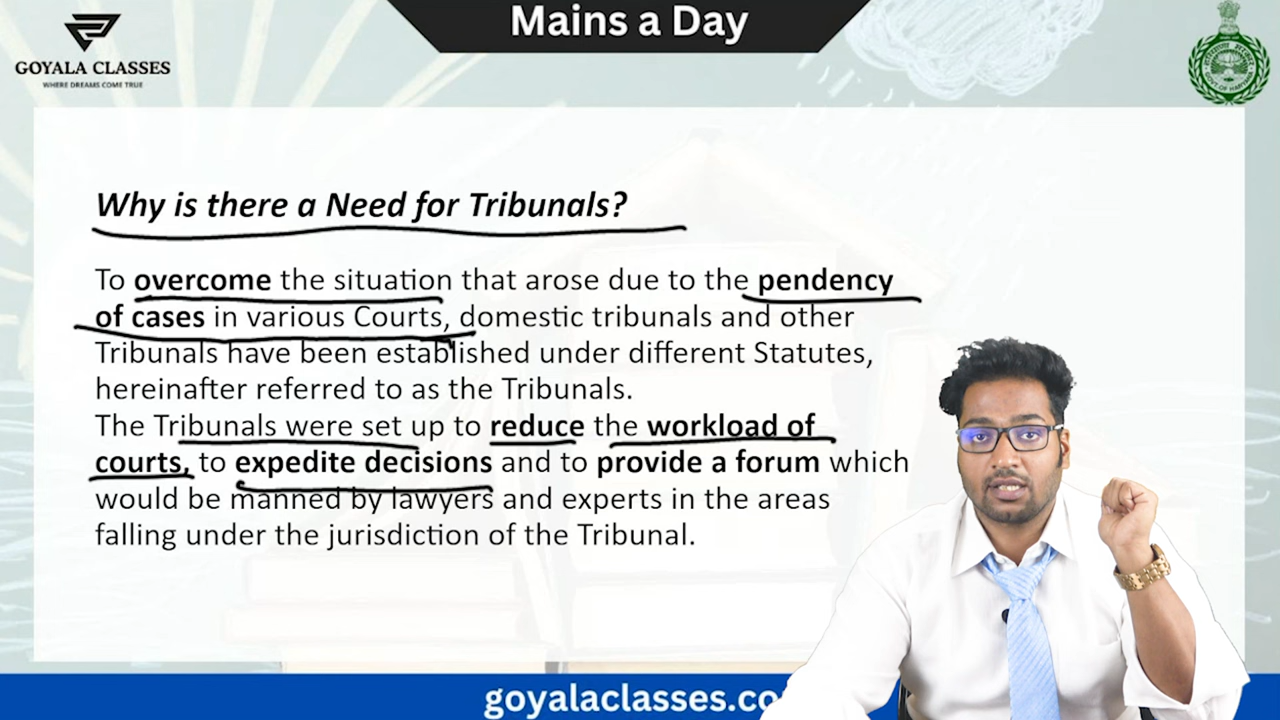 Mains a Day
GOYALA CLASSES
WHERE DREAMS COME TRUE
Why is there a Need for Tribunals?
To overcome the situation that arose due to the pendency
of cases in various Courts, domestic tribunals and other
Tribunals have been established under different Statutes,
hereinafter referred to as the Tribunals.
The Tribunals were set up to reduce the workload of
courts, to expedite decisions and to provide a forum which
would be manned by lawyers and experts in the areas
falling under the jurisdiction of the Tribunal.
goyalaclasses.co